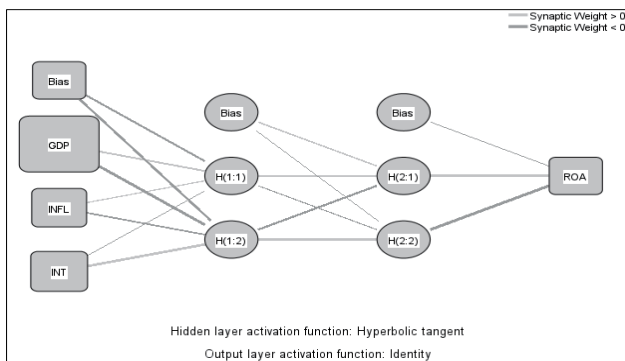 Synaptic Weight > 0
Synaptic Weight < 0
Bias
GDP
INFL
INT
Bias
H(1:1)
H(1:2)
Bias
H(2:1)
H(2:2)
ROA
Hidden layer activation function: Hyperbolic tangent
Output layer activation function: Identity